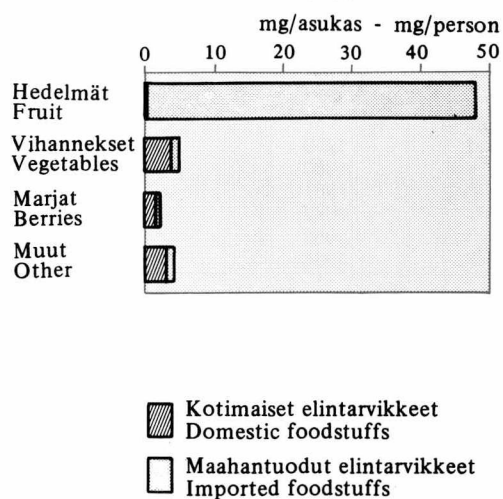 mg/asukas - mg/person
0 10 20 30 40 50
Hedelmät
Fruit
Vihannekset
Vegetables
Marjat
Berries
Muut
Other
Kotimaiset elintarvikkeet
Domestic foodstuffs
Maahantuodut elintarvikkeet
Imported foodstuffs